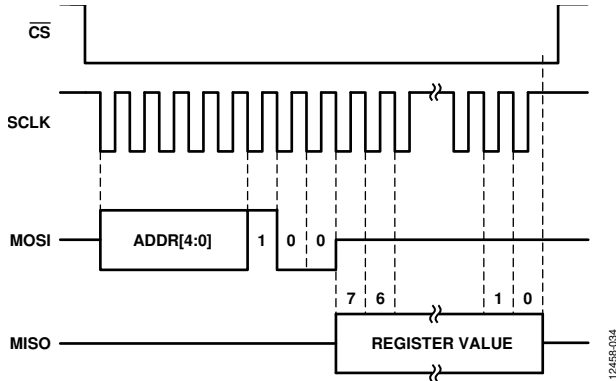 CS
SCLK
MOSI
ADDR[4:0] 1 0 0
7 6 1 0
MISO
REGISTER VALUE
12458-034